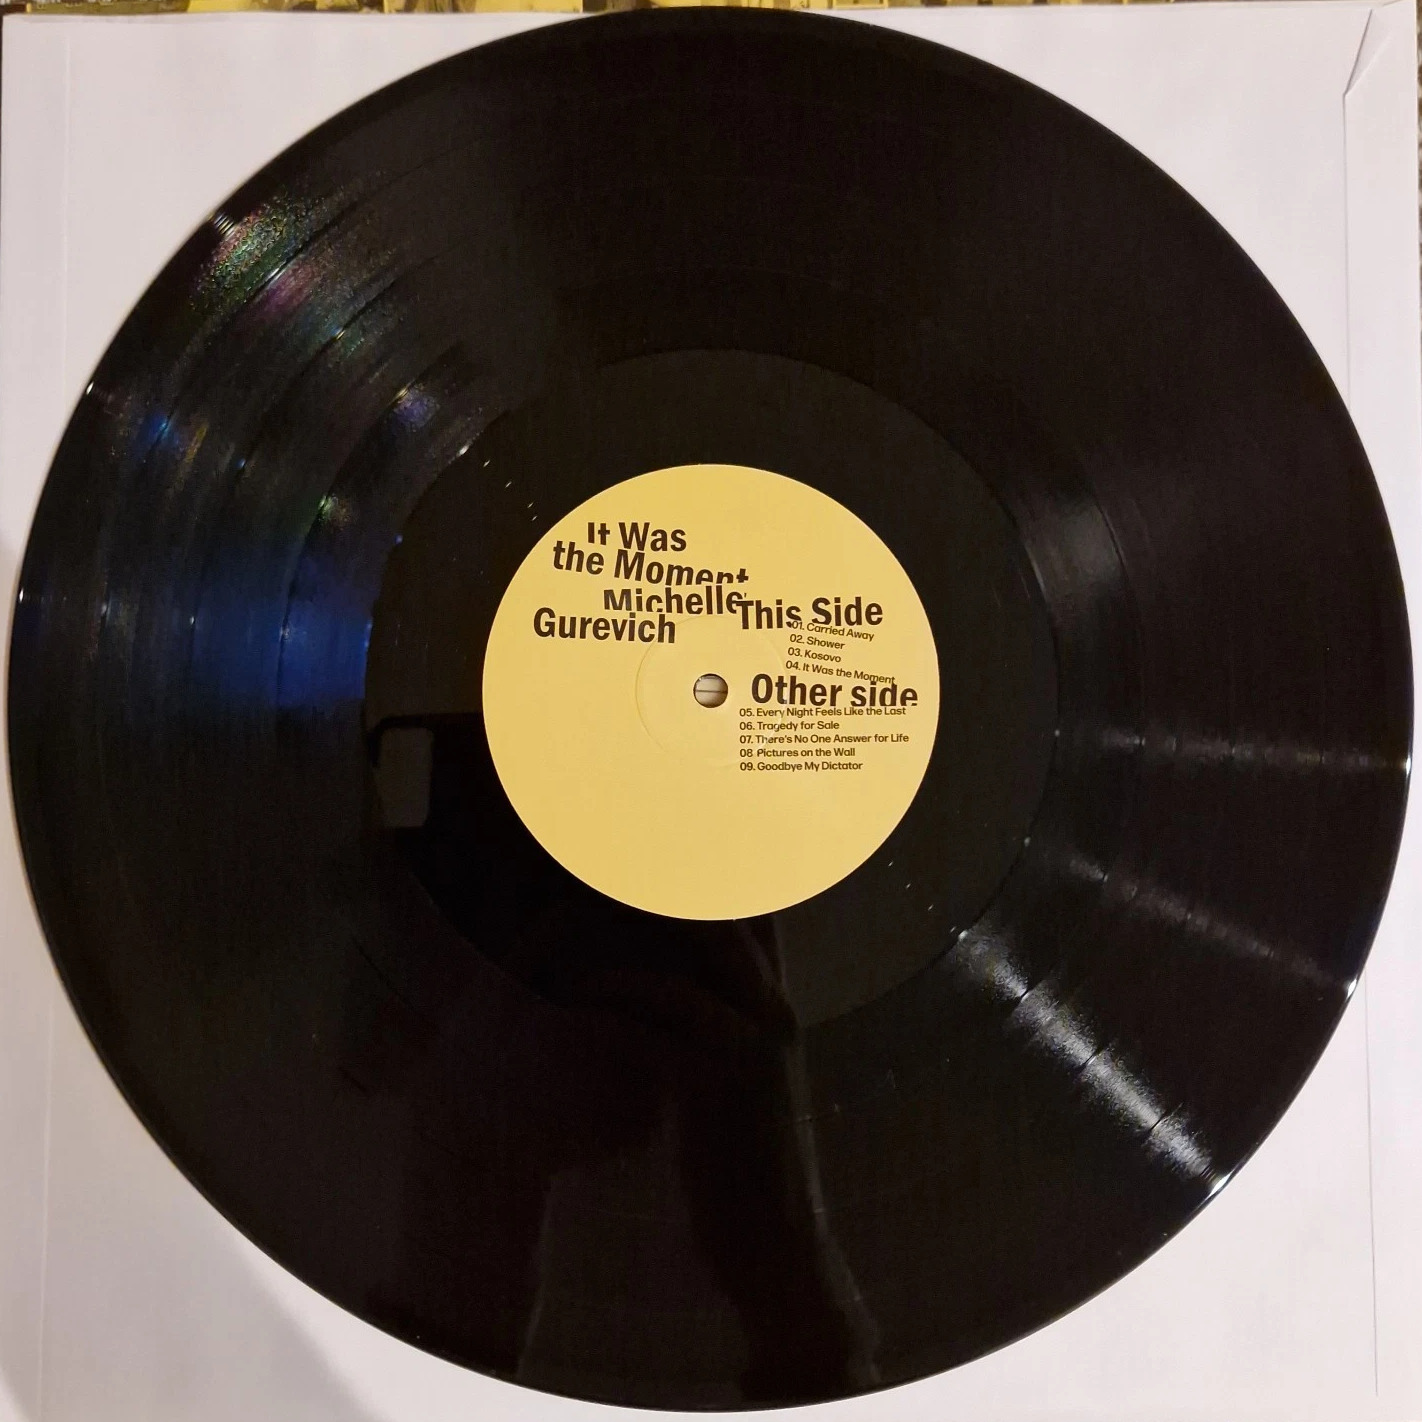 It Was
the Moment
Michelle
Gurevich
This Side
01. Carried Away
02. Shower
03. Kosovo
04. It Was the Moment
Other side
05. Every Night Feels Like the Last
06. Tragedy for Sale
07. There's No One Answer for Life
08 Pictures on the Wall
09. Goodbye My Dictator